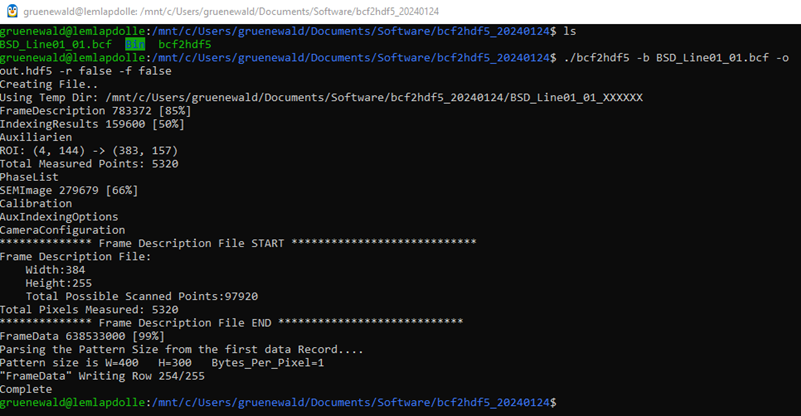 gruenewald@lemlapdolle: /mnt/c/Users/gruenewald/Documents/Software/bcf2hdf5_20240124
gruenewald@lemlapdolle:/mnt/c/Users/gruenewald/Documents/Software/bcf2hdf5_20240124$ ls
BSD_Line01_01.bcf  Bin  bcf2hdf5
gruenewald@lemlapdolle:/mnt/c/Users/gruenewald/Documents/Software/bcf2hdf5_20240124$ ./bcf2hdf5 -b BSD_Line01_01.bcf -o
out.hdf5 -r false -f false
Creating File..
Using Temp Dir: /mnt/c/Users/gruenewald/Documents/Software/bcf2hdf5_20240124/BSD_Line01_01_XXXXXX
FrameDescription 783372 [85%]
IndexingResults 159600 [50%]
Auxiliarien
ROI: (4, 144) -> (383, 157)
Total Measured Points: 5320
PhaseList
SEMImage 279679 [66%]
Calibration
AuxIndexingOptions
CameraConfiguration
************** Frame Description File START ****************************
Frame Description File:
    Width:384
    Height:255
    Total Possible Scanned Points:97920
Total Pixels Measured: 5320
************** Frame Description File END ****************************
FrameData 638533000 [99%]
Parsing the Pattern Size from the first data Record....
Pattern size is W=400   H=300   Bytes_Per_Pixel=1
"FrameData" Writing Row 254/255
Complete
gruenewald@lemlapdolle:/mnt/c/Users/gruenewald/Documents/Software/bcf2hdf5_20240124$